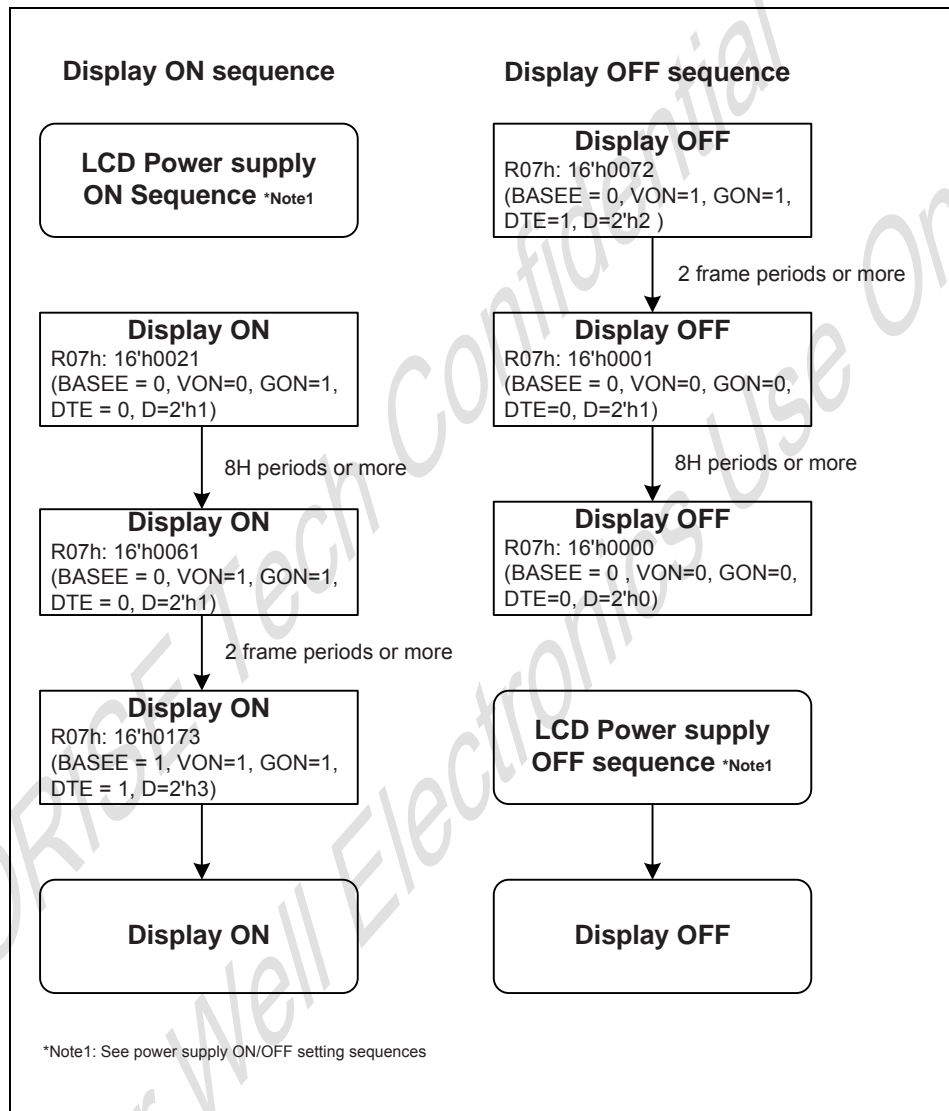 Display ON sequence
LCD Power supply
ON Sequence *Note1
Display ON
R07h: 16'h0021
(BASEE = 0, VON=0, GON=1,
DTE = 0, D=2'h1)
8H periods or more
Display ON
R07h: 16'h0061
(BASEE = 0, VON=1, GON=1,
DTE = 0, D=2'h1)
2 frame periods or more
Display ON
R07h: 16'h0173
(BASEE = 1, VON=1, GON=1,
DTE = 1, D=2'h3)
Display ON
Display OFF sequence
Display OFF
R07h: 16'h0072
(BASEE = 0, VON=1, GON=1,
DTE=1, D=2'h2 )
2 frame periods or more
Display OFF
R07h: 16'h0001
(BASEE = 0, VON=0, GON=0,
DTE=0, D=2'h1)
8H periods or more
Display OFF
R07h: 16'h0000
(BASEE = 0 , VON=0, GON=0,
DTE=0, D=2'h0)
LCD Power supply
OFF sequence *Note1
Display OFF
*Note1: See power supply ON/OFF setting sequences
ORISE Tech Confidential
Well Electronics Use